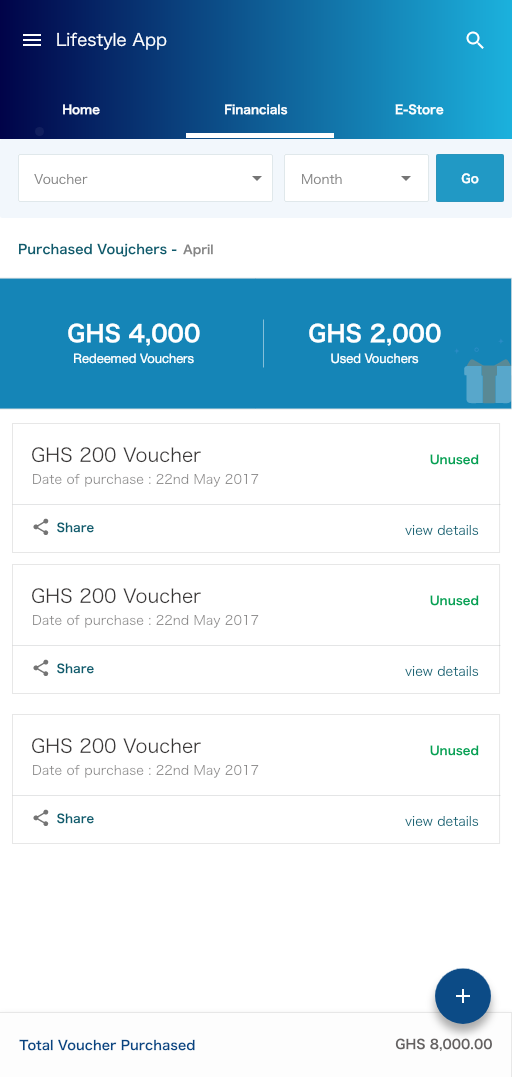 Lifestyle App
Home Financials E-Store
Voucher Month Go
Purchased Voujchers - April
GHS 4,000 GHS 2,000
Redeemed Vouchers Used Vouchers
GHS 200 Voucher
Unused
Date of purchase : 22nd May 2017
Share view details
GHS 200 Voucher
Unused
Date of purchase : 22nd May 2017
Share view details
GHS 200 Voucher
Unused
Date of purchase : 22nd May 2017
Share view details
Total Voucher Purchased GHS 8,000.00